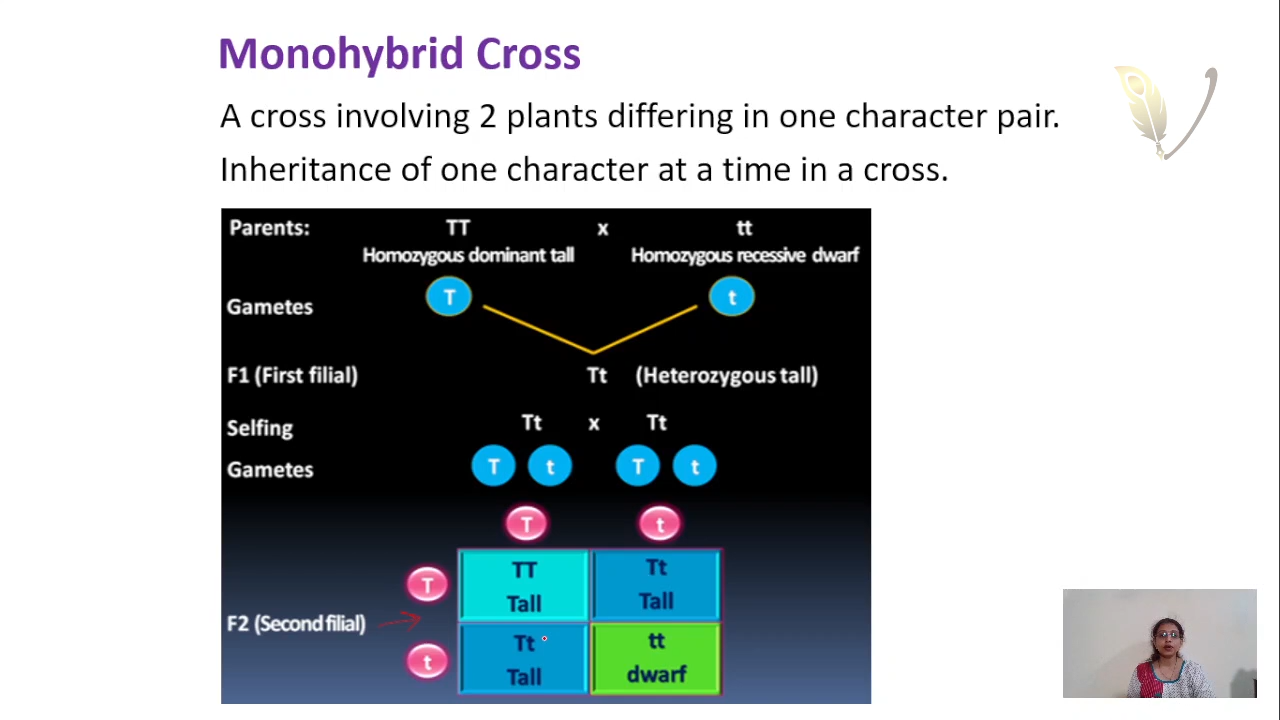 Monohybrid Cross
A cross involving 2 plants differing in one character pair.
Inheritance of one character at a time in a cross.
Parents: TT x tt
Homozygous dominant tall Homozygous recessive dwarf
Gametes T t
F1 (First filial) Tt (Heterozygous tall)
Selfing Tt x Tt
Gametes T t T t
T t
T TT Tt
Tall Tall
F2 (Second filial)
t Tt tt
Tall dwarf